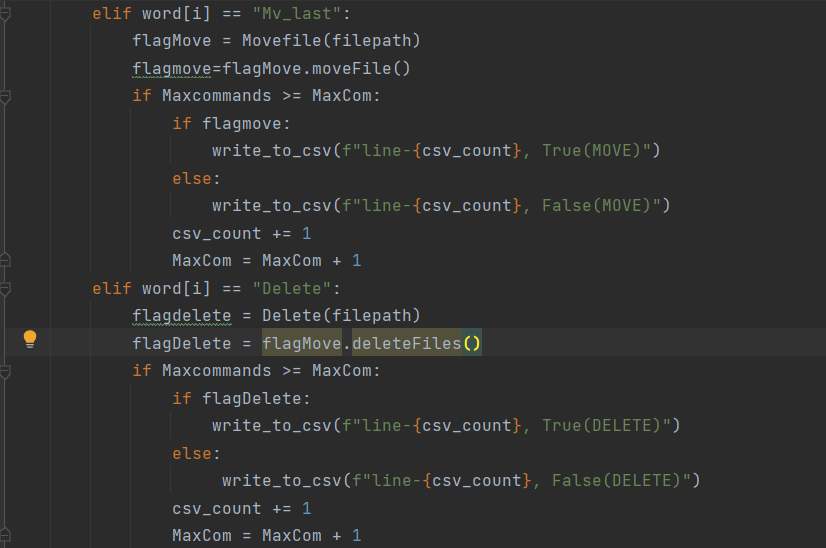 elif word[i] == "Mv_last":
flagMove = Movefile(filepath)
flagmove=flagMove.moveFile()
if Maxcommands >= MaxCom:
if flagmove:
write_to_csv(f"line-{csv_count}, True(MOVE)")
else:
write_to_csv(f"line-{csv_count}, False(MOVE)")
csv_count += 1
MaxCom = MaxCom + 1
elif word[i] == "Delete":
flagdelete = Delete(filepath)
flagDelete = flagMove.deleteFiles()
if Maxcommands >= MaxCom:
if flagDelete:
write_to_csv(f"line-{csv_count}, True(DELETE)")
else:
write_to_csv(f"line-{csv_count}, False(DELETE)")
csv_count += 1
MaxCom = MaxCom + 1